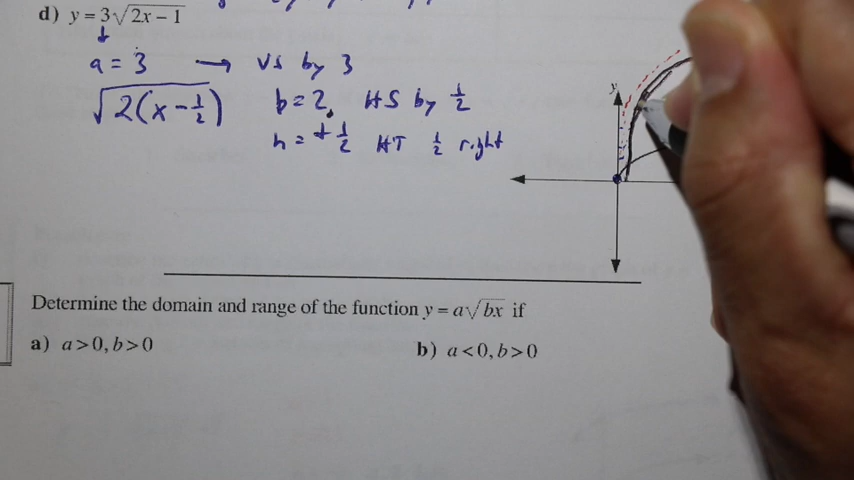 d) y = 3√2x − 1
a = 3 → VS by 3
√2(x − 1/2) b = 2, HS by 1/2
h = + 1/2 HT 1/2 right
y
Determine the domain and range of the function y = a√bx if
a) a > 0, b > 0
b) a < 0, b > 0